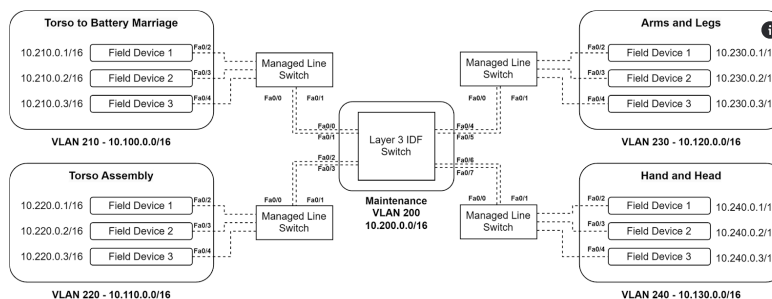 Torso to Battery Marriage
10.210.0.1/16 Field Device 1 Fa0/2
10.210.0.2/16 Field Device 2 Fa0/3
10.210.0.3/16 Field Device 3 Fa0/4
VLAN 210 - 10.100.0.0/16
Managed Line
Switch
Fa0/0 Fa0/1
Arms and Legs
Fa0/2 Field Device 1 10.230.0.1/1
Fa0/3 Field Device 2 10.230.0.2/1
Fa0/4 Field Device 3 10.230.0.3/1
VLAN 230 - 10.120.0.0/16
Managed Line
Switch
Fa0/0 Fa0/1
Fa0/0
Fa0/1
Fa0/2
Fa0/3
Layer 3 IDF
Switch
Fa0/4
Fa0/5
Fa0/6
Fa0/7
Maintenance
VLAN 200
10.200.0.0/16
Torso Assembly
10.220.0.1/16 Field Device 1 Fa0/2
10.220.0.2/16 Field Device 2 Fa0/3
10.220.0.3/16 Field Device 3 Fa0/4
VLAN 220 - 10.110.0.0/16
Fa0/0 Fa0/1
Managed Line
Switch
Hand and Head
Fa0/2 Field Device 1 10.240.0.1/1
Fa0/3 Field Device 2 10.240.0.2/1
Fa0/4 Field Device 3 10.240.0.3/1
VLAN 240 - 10.130.0.0/16
Fa0/0 Fa0/1
Managed Line
Switch
i